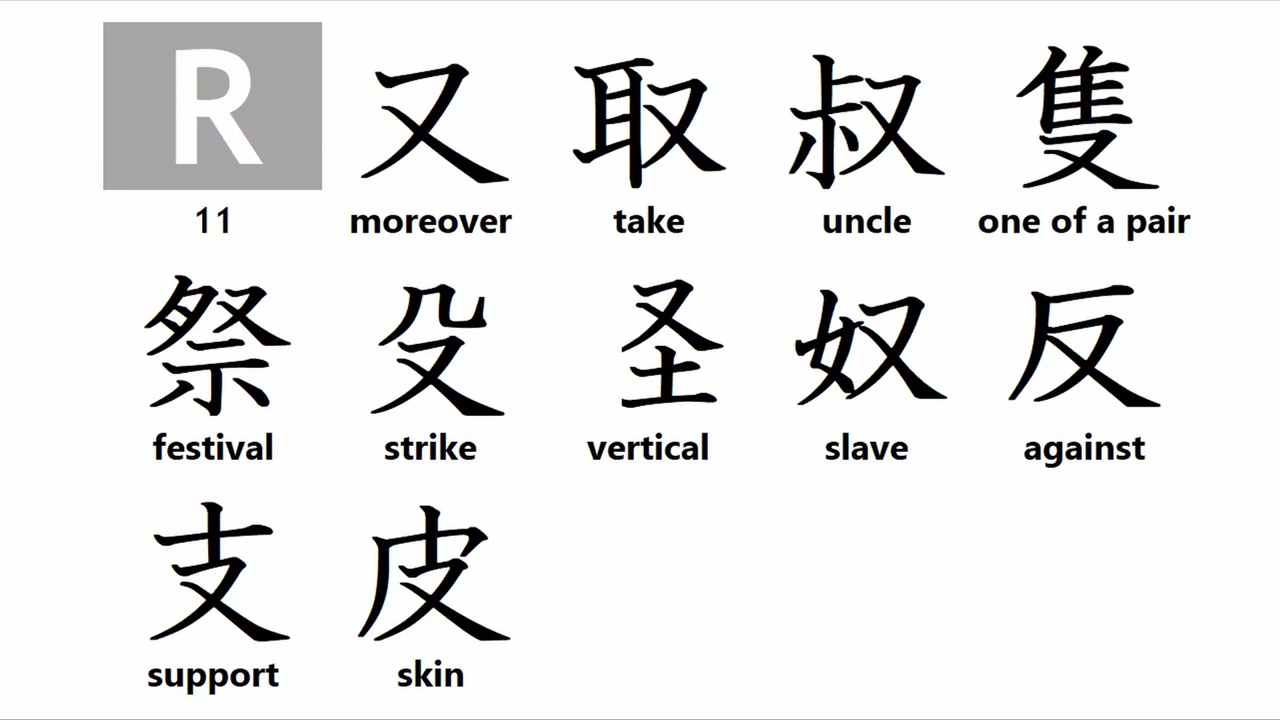 R 又 取 叔 隻
11 moreover take uncle one of a pair
祭 殳 圣 奴 反
festival strike vertical slave against
支 皮
support skin